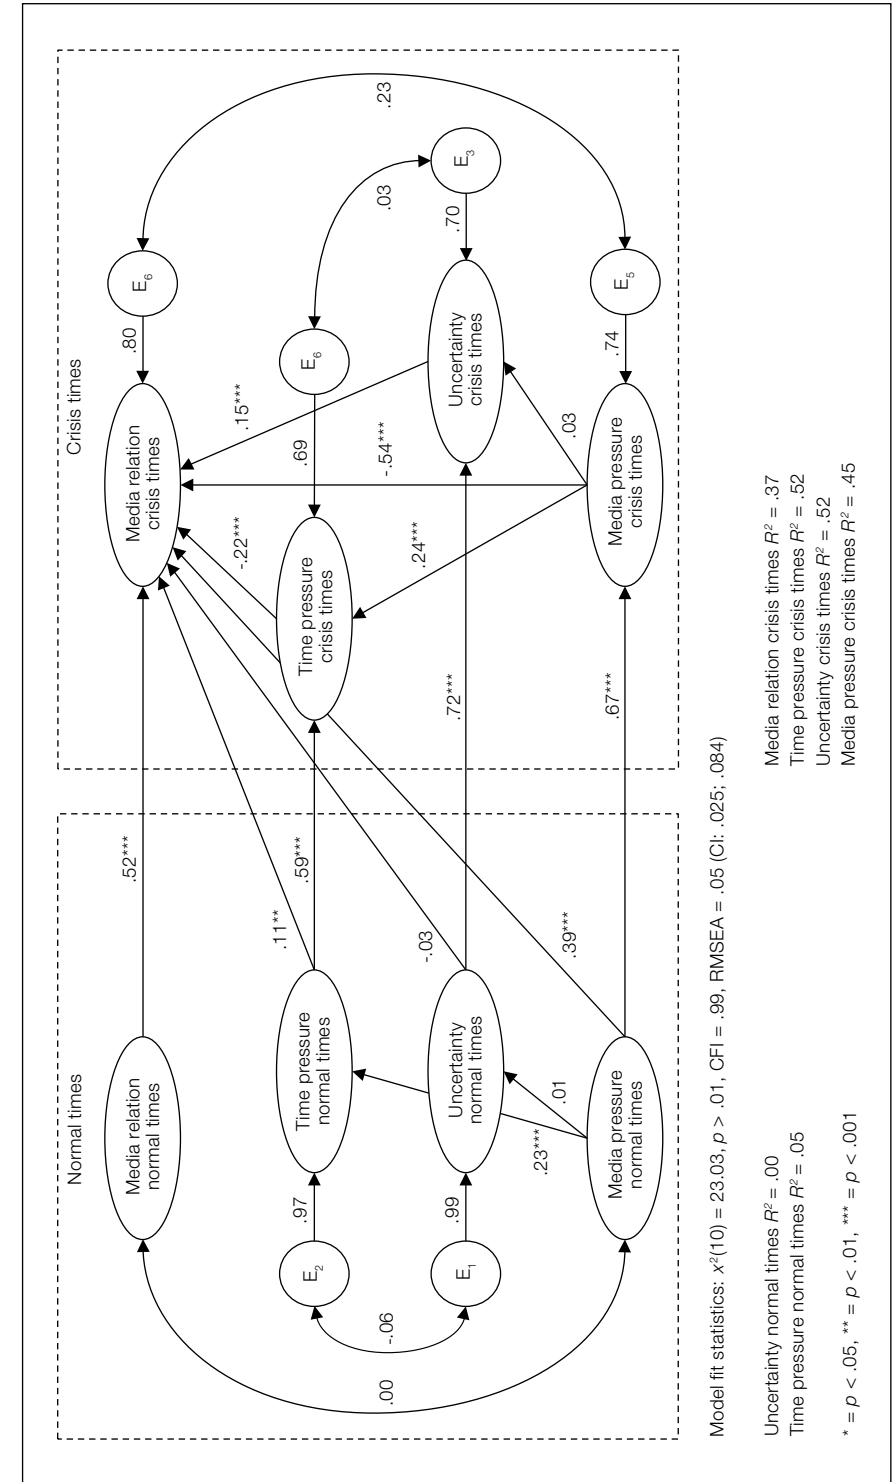 Normal times
Crisis times
Media relation
normal times
.52***
Media relation
crisis times
.80
E6
.23
.00
-.06
E2
.97
Time pressure
normal times
.11**
.59***
Time pressure
crisis times
-.22***
.69
E6
.03
E1
.99
Uncertainty
normal times
-.03
.72***
Uncertainty
crisis times
.15***
-.54***
.70
E3
.23***
.01
.39***
.24***
.03
Media pressure
normal times
.67***
Media pressure
crisis times
.74
E5
Model fit statistics: x²(10) = 23.03, p > .01, CFI = .99, RMSEA = .05 (CI: .025; .084)
Uncertainty normal times R² = .00
Time pressure normal times R² = .05
Media relation crisis times R² = .37
Time pressure crisis times R² = .52
Uncertainty crisis times R² = .52
Media pressure crisis times R² = .45
* = p < .05, ** = p < .01, *** = p < .001